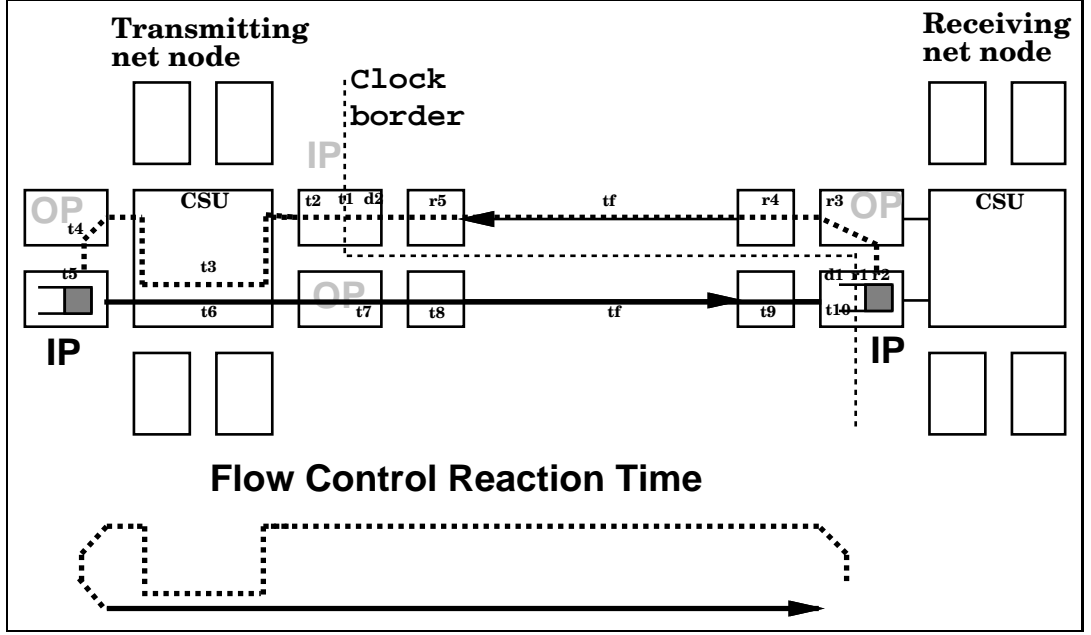 Transmitting
net node
Receiving
net node
Clock
border
IP
OP
t4
CSU
t2 t1 d2
r5
tf
r4
r3
OP
CSU
t3
t5
d1 r1 r2
t6
OP
t7
t8
tf
t9
t10
IP
IP
Flow Control Reaction Time